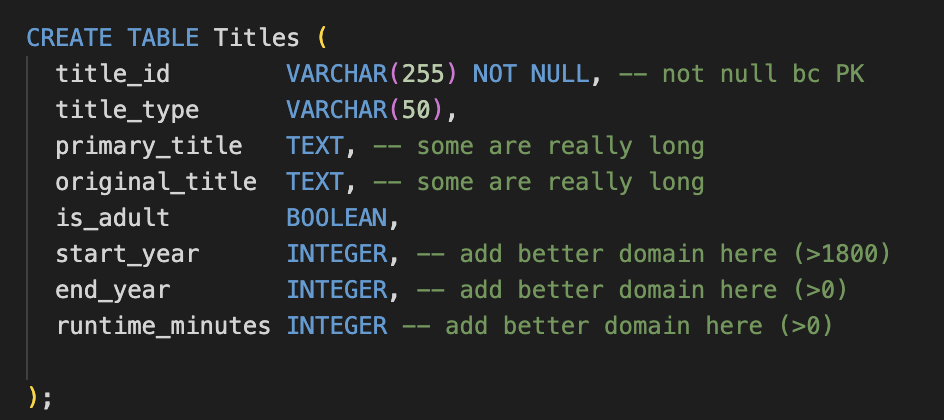 CREATE TABLE Titles (
title_id VARCHAR(255) NOT NULL, -- not null bc PK
title_type VARCHAR(50),
primary_title TEXT, -- some are really long
original_title TEXT, -- some are really long
is_adult BOOLEAN,
start_year INTEGER, -- add better domain here (>1800)
end_year INTEGER, -- add better domain here (>0)
runtime_minutes INTEGER -- add better domain here (>0)
);